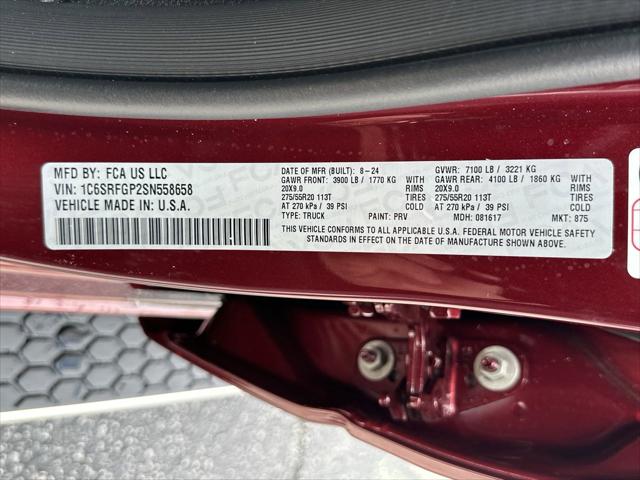 MFD BY: FCA US LLC
VIN: 1C6SRFGP2SN558658
VEHICLE MADE IN U.S.A.
DATE OF MFR (BUILT): 8-24 GVWR: 7100 LB / 3221 KG
GAWR FRONT: 3900 LB / 1770 KG WITH GAWR REAR: 4100 LB / 1860 KG WITH
20X9.0 RIMS 20X9.0 RIMS
275/55R20 113T TIRES 275/55R20 113T TIRES
AT 270 kPa / 39 PSI COLD AT 270 kPa / 39 PSI COLD
TYPE: TRUCK PAINT: PRV MDH: 081617 MKT: 875
THIS VEHICLE CONFORMS TO ALL APPLICABLE U.S.A. FEDERAL MOTOR VEHICLE SAFETY
STANDARDS IN EFFECT ON THE DATE OF MANUFACTURE SHOWN ABOVE.